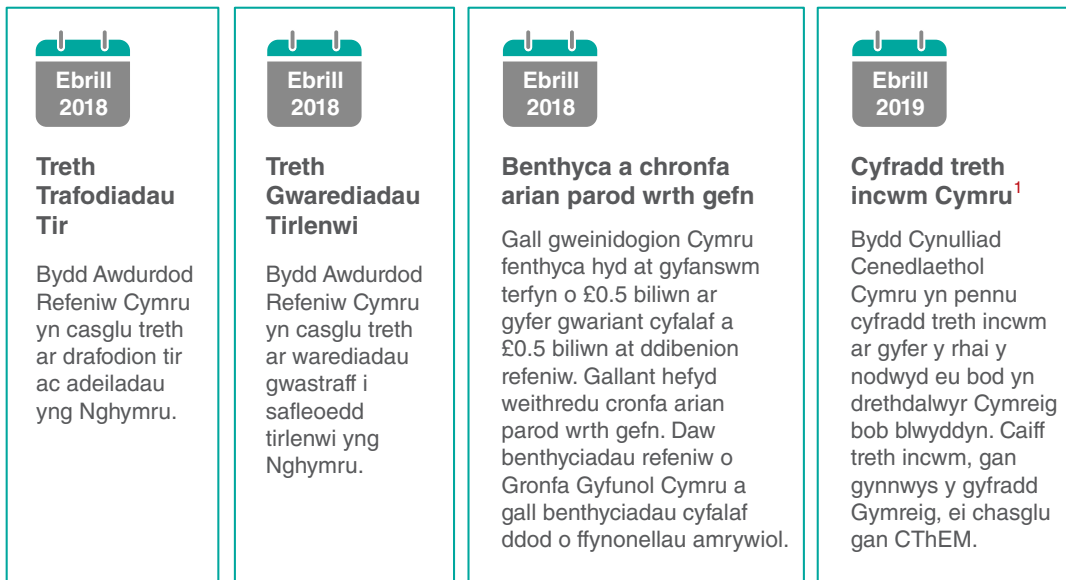 Ebrill
2018
Treth
Trafodiadau
Tir
Bydd Awdurdod
Refeniw Cymru
yn casglu treth
ar drafodion tir
ac adeiladau
yng Nghymru.
Ebrill
2018
Treth
Gwarediadau
Tirlenwi
Bydd Awdurdod
Refeniw Cymru
yn casglu treth
ar warediadau
gwastraff i
safleoedd
tirlenwi yng
Nghymru.
Ebrill
2018
Benthyca a chronfa
arian parod wrth gefn
Gall gweinidogion Cymru
fenthyca hyd at gyfanswm
terfyn o £0.5 biliwn ar
gyfer gwariant cyfalaf a
£0.5 biliwn at ddibenion
refeniw. Gallant hefyd
weithredu cronfa arian
parod wrth gefn. Daw
benthyciadau refeniw o
Gronfa Gyfunol Cymru a
gall benthyciadau cyfalaf
ddod o ffynonellau amrywiol.
Ebrill
2019
Cyfradd treth
incwm Cymru1
Bydd Cynulliad
Cenedlaethol
Cymru yn pennu
cyfradd treth incwm
ar gyfer y rhai y
nodwyd eu bod yn
drethdalwyr Cymreig
bob blwyddyn. Caiff
treth incwm, gan
gynnwys y gyfradd
Gymreig, ei chasglu
gan CThEM.